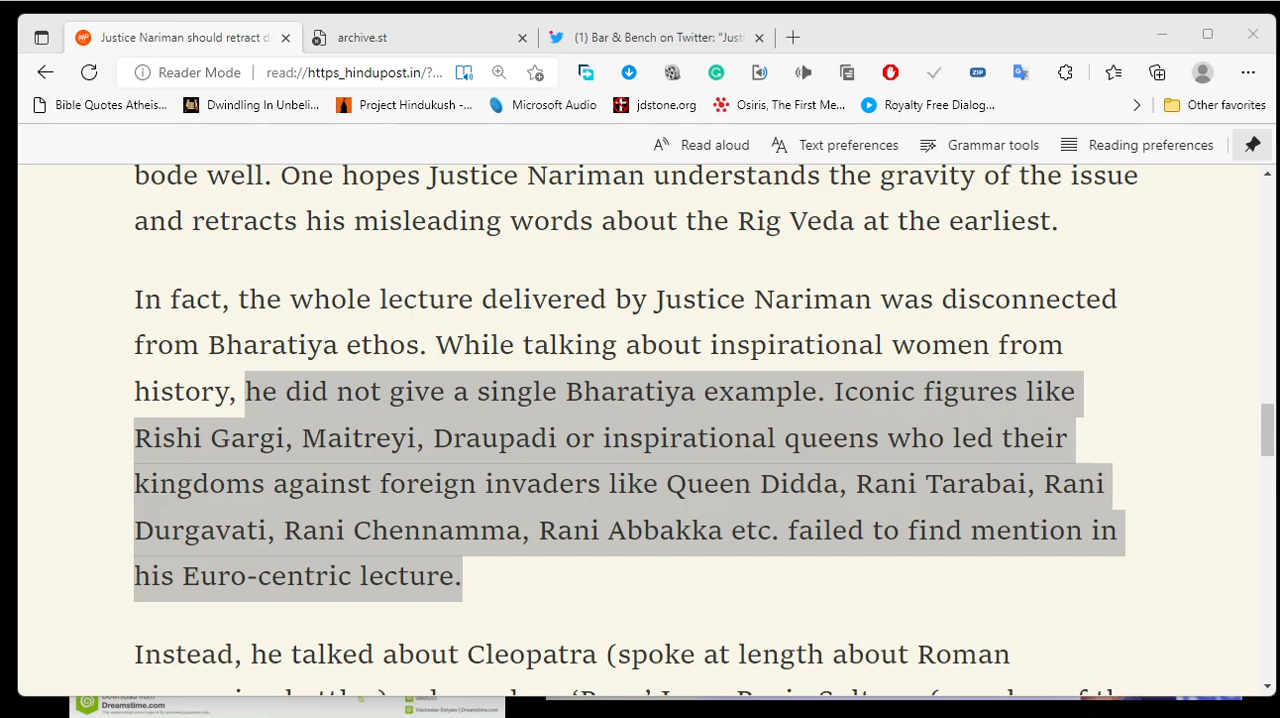 Justice Nariman should retract d
archive.st
(1) Bar & Bench on Twitter: "Just
Reader Mode
read://https_hindupost.in/?...
ZIP
Bible Quotes Atheis...
Dwindling In Unbeli...
Project Hindukush -...
Microsoft Audio
jdstone.org
Osiris, The First Me...
Royalty Free Dialog...
Other favorites
Read aloud
Text preferences
Grammar tools
Reading preferences
bode well. One hopes Justice Nariman understands the gravity of the issue
and retracts his misleading words about the Rig Veda at the earliest.
In fact, the whole lecture delivered by Justice Nariman was disconnected
from Bharatiya ethos. While talking about inspirational women from
history, he did not give a single Bharatiya example. Iconic figures like
Rishi Gargi, Maitreyi, Draupadi or inspirational queens who led their
kingdoms against foreign invaders like Queen Didda, Rani Tarabai, Rani
Durgavati, Rani Chennamma, Rani Abbakka etc. failed to find mention in
his Euro-centric lecture.
Instead, he talked about Cleopatra (spoke at length about Roman
Download from
Dreamstime.com